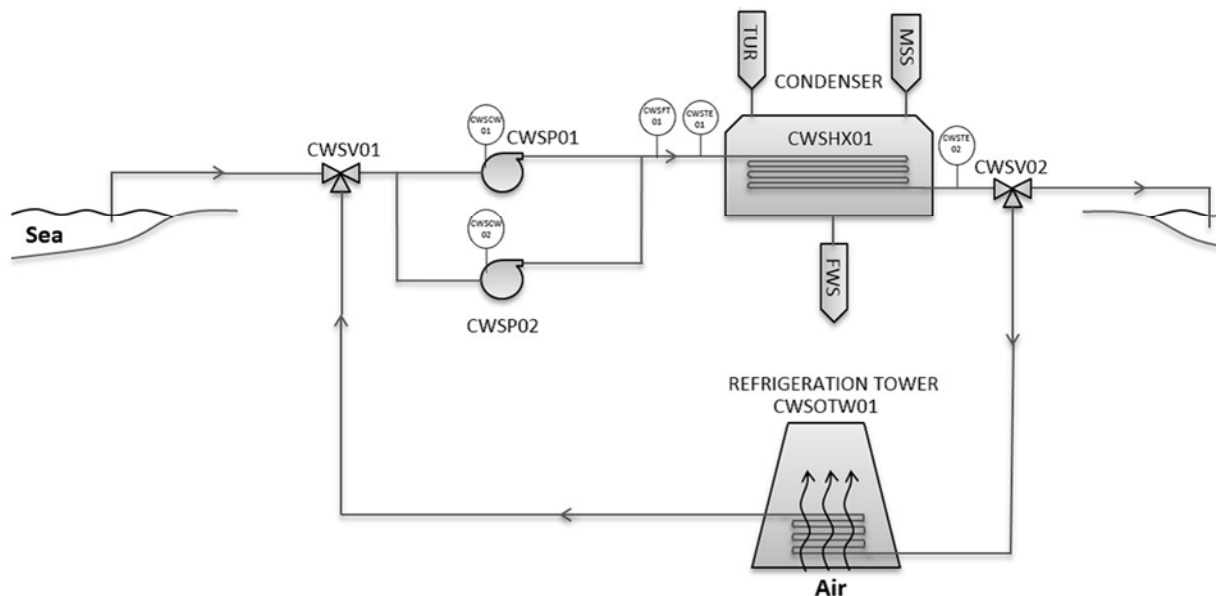 TUR
MSS
CONDENSER
CWSCW
01
CWSP01
CWSFT
01
CWSTE
01
CWSHX01
CWSTE
02
CWSV01
CWSV02
Sea
CWSCW
02
CWSP02
FWS
REFRIGERATION TOWER
CWSOTW01
Air